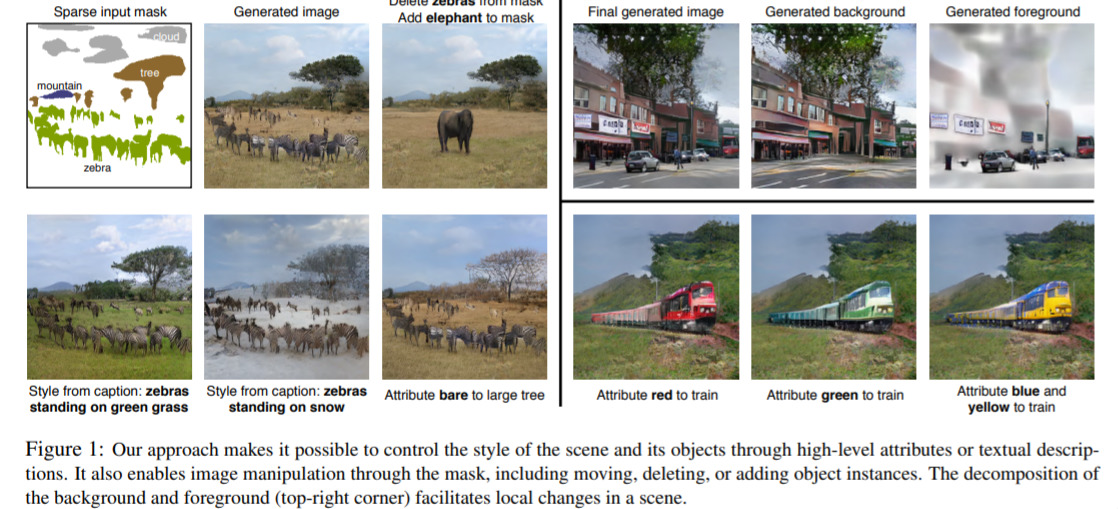 Sparse input mask
Generated image
Delete zebras from mask
Add elephant to mask
Final generated image
Generated background
Generated foreground
cloud
tree
mountain
zebra
Style from caption: zebras
standing on green grass
Style from caption: zebras
standing on snow
Attribute bare to large tree
Attribute red to train
Attribute green to train
Attribute blue and
yellow to train
Figure 1: Our approach makes it possible to control the style of the scene and its objects through high-level attributes or textual descrip-
tions. It also enables image manipulation through the mask, including moving, deleting, or adding object instances. The decomposition of
the background and foreground (top-right corner) facilitates local changes in a scene.